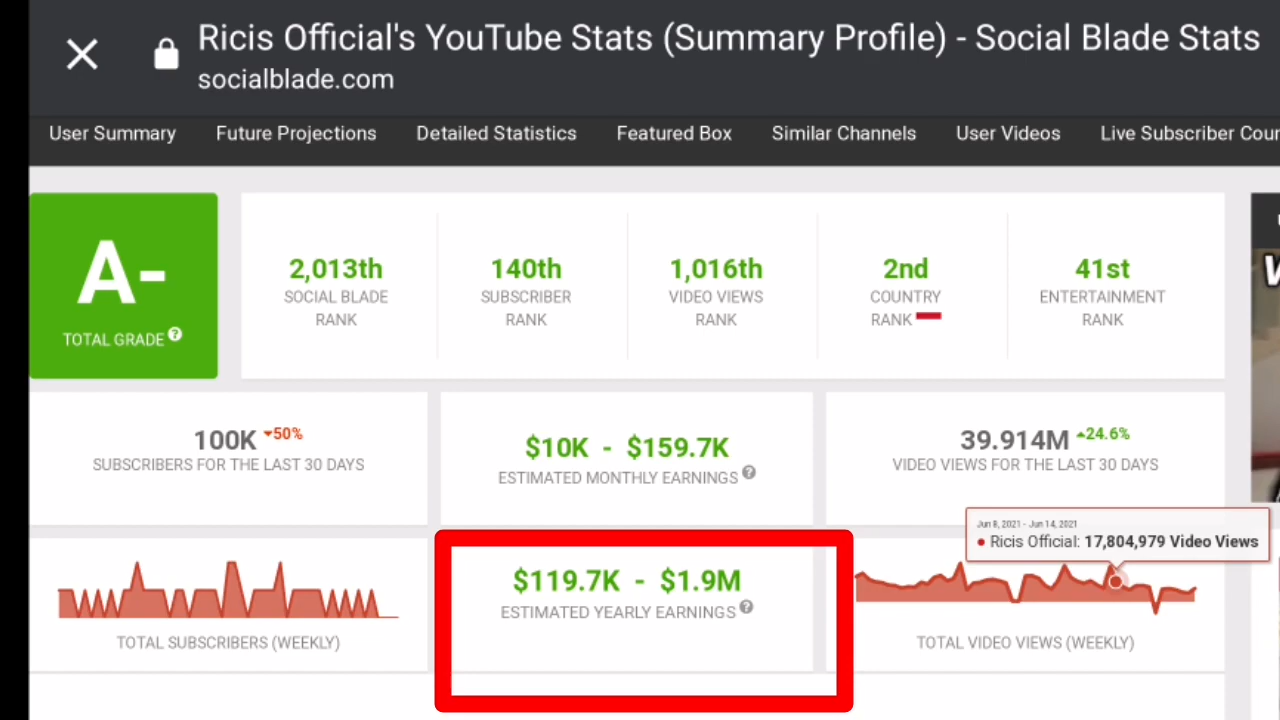 Ricis Official's YouTube Stats (Summary Profile) - Social Blade Stats
socialblade.com
User Summary Future Projections Detailed Statistics Featured Box Similar Channels User Videos Live Subscriber Coun
A-
TOTAL GRADE ?
2,013th
SOCIAL BLADE
RANK
140th
SUBSCRIBER
RANK
1,016th
VIDEO VIEWS
RANK
2nd
COUNTRY
RANK
41st
ENTERTAINMENT
RANK
100K 50%
SUBSCRIBERS FOR THE LAST 30 DAYS
$10K - $159.7K
ESTIMATED MONTHLY EARNINGS ?
39.914M 24.6%
VIDEO VIEWS FOR THE LAST 30 DAYS
TOTAL SUBSCRIBERS (WEEKLY)
$119.7K - $1.9M
ESTIMATED YEARLY EARNINGS ?
Jun 8, 2021 - Jun 14, 2021
Ricis Official: 17,804,979 Video Views
TOTAL VIDEO VIEWS (WEEKLY)